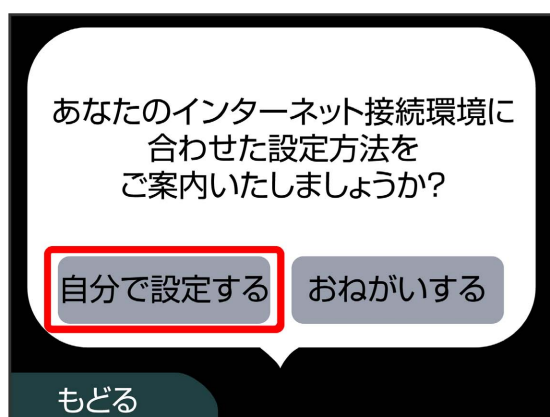 あなたのインターネット接続環境に
合わせた設定方法を
ご案内いたしましょうか?
自分で設定する
おねがいする
もどる